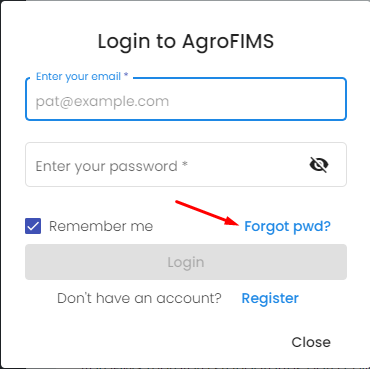 Login to AgroFIMS
Enter your email *
pat@example.com
Enter your password *
Remember me
Forgot pwd?
Login
Don't have an account?
Register
Close